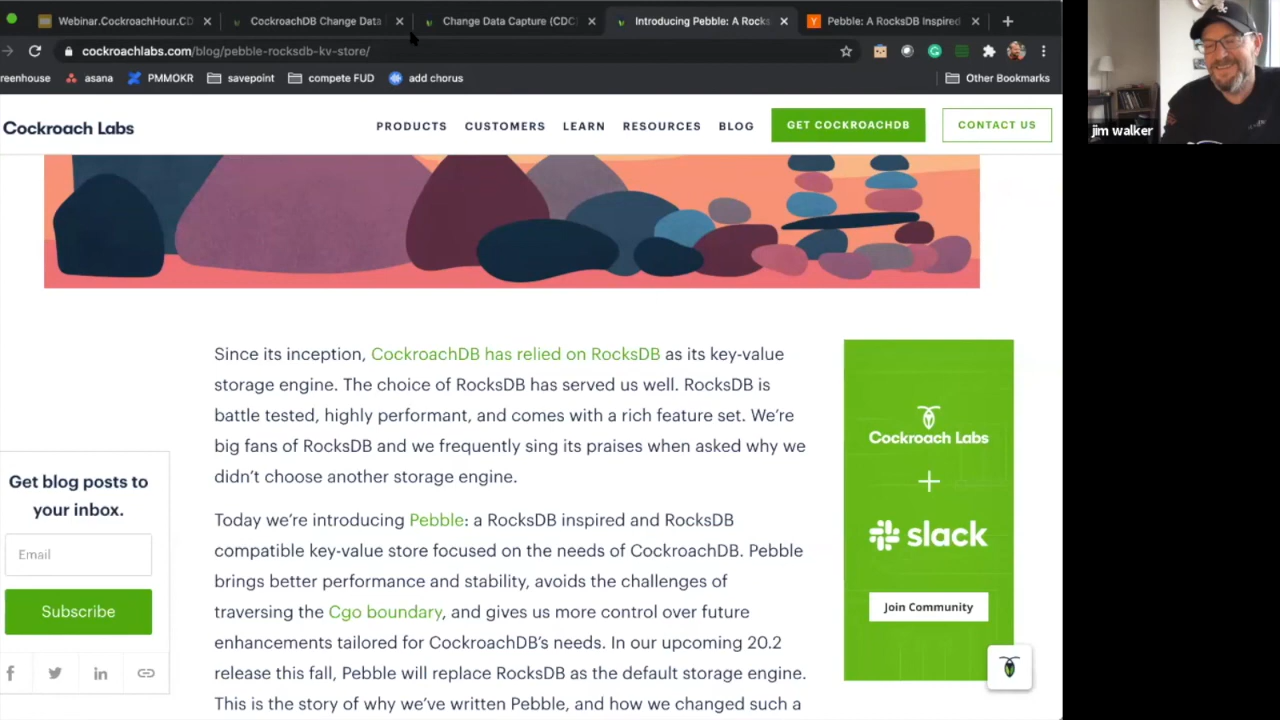 Webinar.CockroachHour.CD
CockroachDB Change Data
Change Data Capture (CDC
Introducing Pebble: A Rocks
Pebble: A RocksDB Inspired
cockroachlabs.com/blog/pebble-rocksdb-kv-store/
reenhouse
asana
PMMOKR
savepoint
compete FUD
add chorus
Other Bookmarks
jim walker
Cockroach Labs
PRODUCTS
CUSTOMERS
LEARN
RESOURCES
BLOG
GET COCKROACHDB
CONTACT US
Since its inception, CockroachDB has relied on RocksDB as its key-value
storage engine. The choice of RocksDB has served us well. RocksDB is
battle tested, highly performant, and comes with a rich feature set. We're
big fans of RocksDB and we frequently sing its praises when asked why we
didn't choose another storage engine.
Today we're introducing Pebble: a RocksDB inspired and RocksDB
compatible key-value store focused on the needs of CockroachDB. Pebble
brings better performance and stability, avoids the challenges of
traversing the Cgo boundary, and gives us more control over future
enhancements tailored for CockroachDB's needs. In our upcoming 20.2
release this fall, Pebble will replace RocksDB as the default storage engine.
This is the story of why we've written Pebble, and how we changed such a
Get blog posts to
your inbox.
Email
Subscribe
Cockroach Labs
+
slack
Join Community